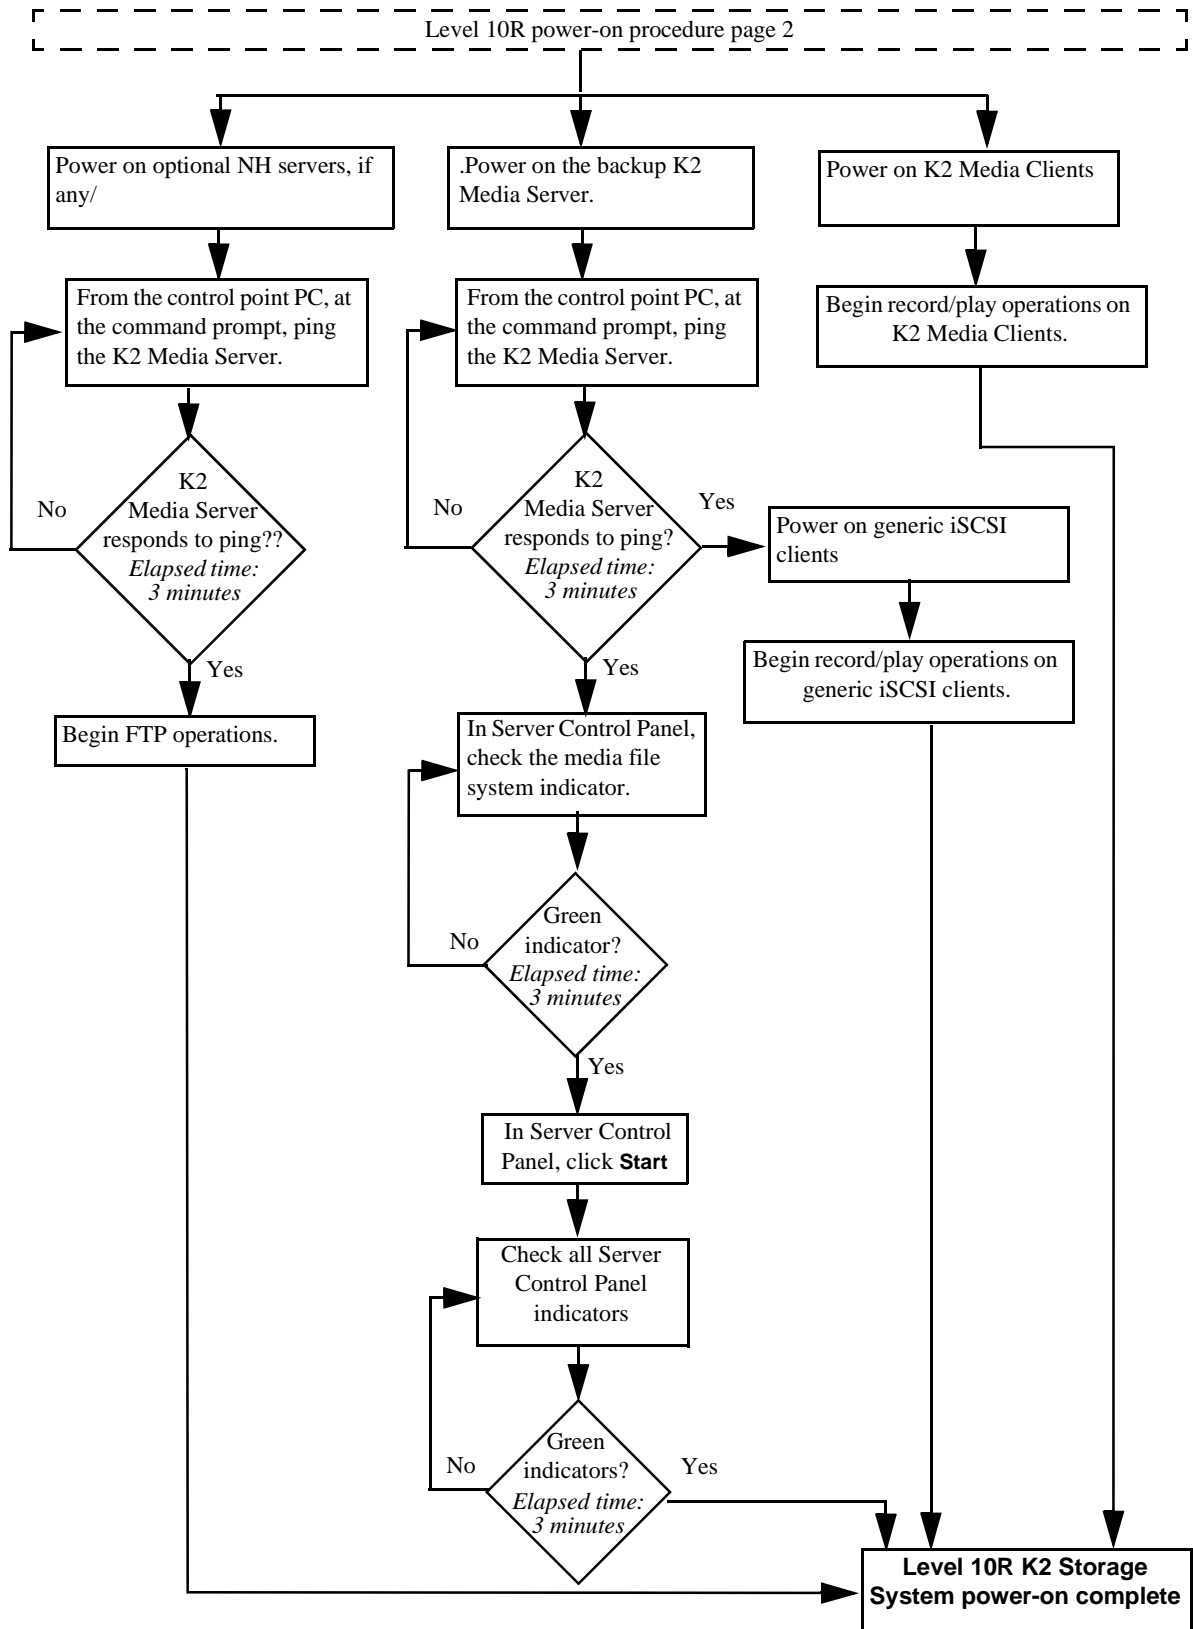 Level 10R power-on procedure page 2
Power on optional NH servers, if
any/
.Power on the backup K2
Media Server.
Power on K2 Media Clients
From the control point PC, at
the command prompt, ping
the K2 Media Server.
From the control point PC, at
the command prompt, ping
the K2 Media Server.
Begin record/play operations on
K2 Media Clients.
No
K2
Media Server
responds to ping??
Elapsed time:
3 minutes
No
K2
Media Server
responds to ping?
Elapsed time:
3 minutes
Yes
Power on generic iSCSI
clients
Yes
Yes
Begin record/play operations on
generic iSCSI clients.
Begin FTP operations.
In Server Control Panel,
check the media file
system indicator.
No
Green
indicator?
Elapsed time:
3 minutes
Yes
In Server Control
Panel, click Start
Check all Server
Control Panel
indicators
No
Green
indicators?
Elapsed time:
3 minutes
Yes
Level 10R K2 Storage
System power-on complete